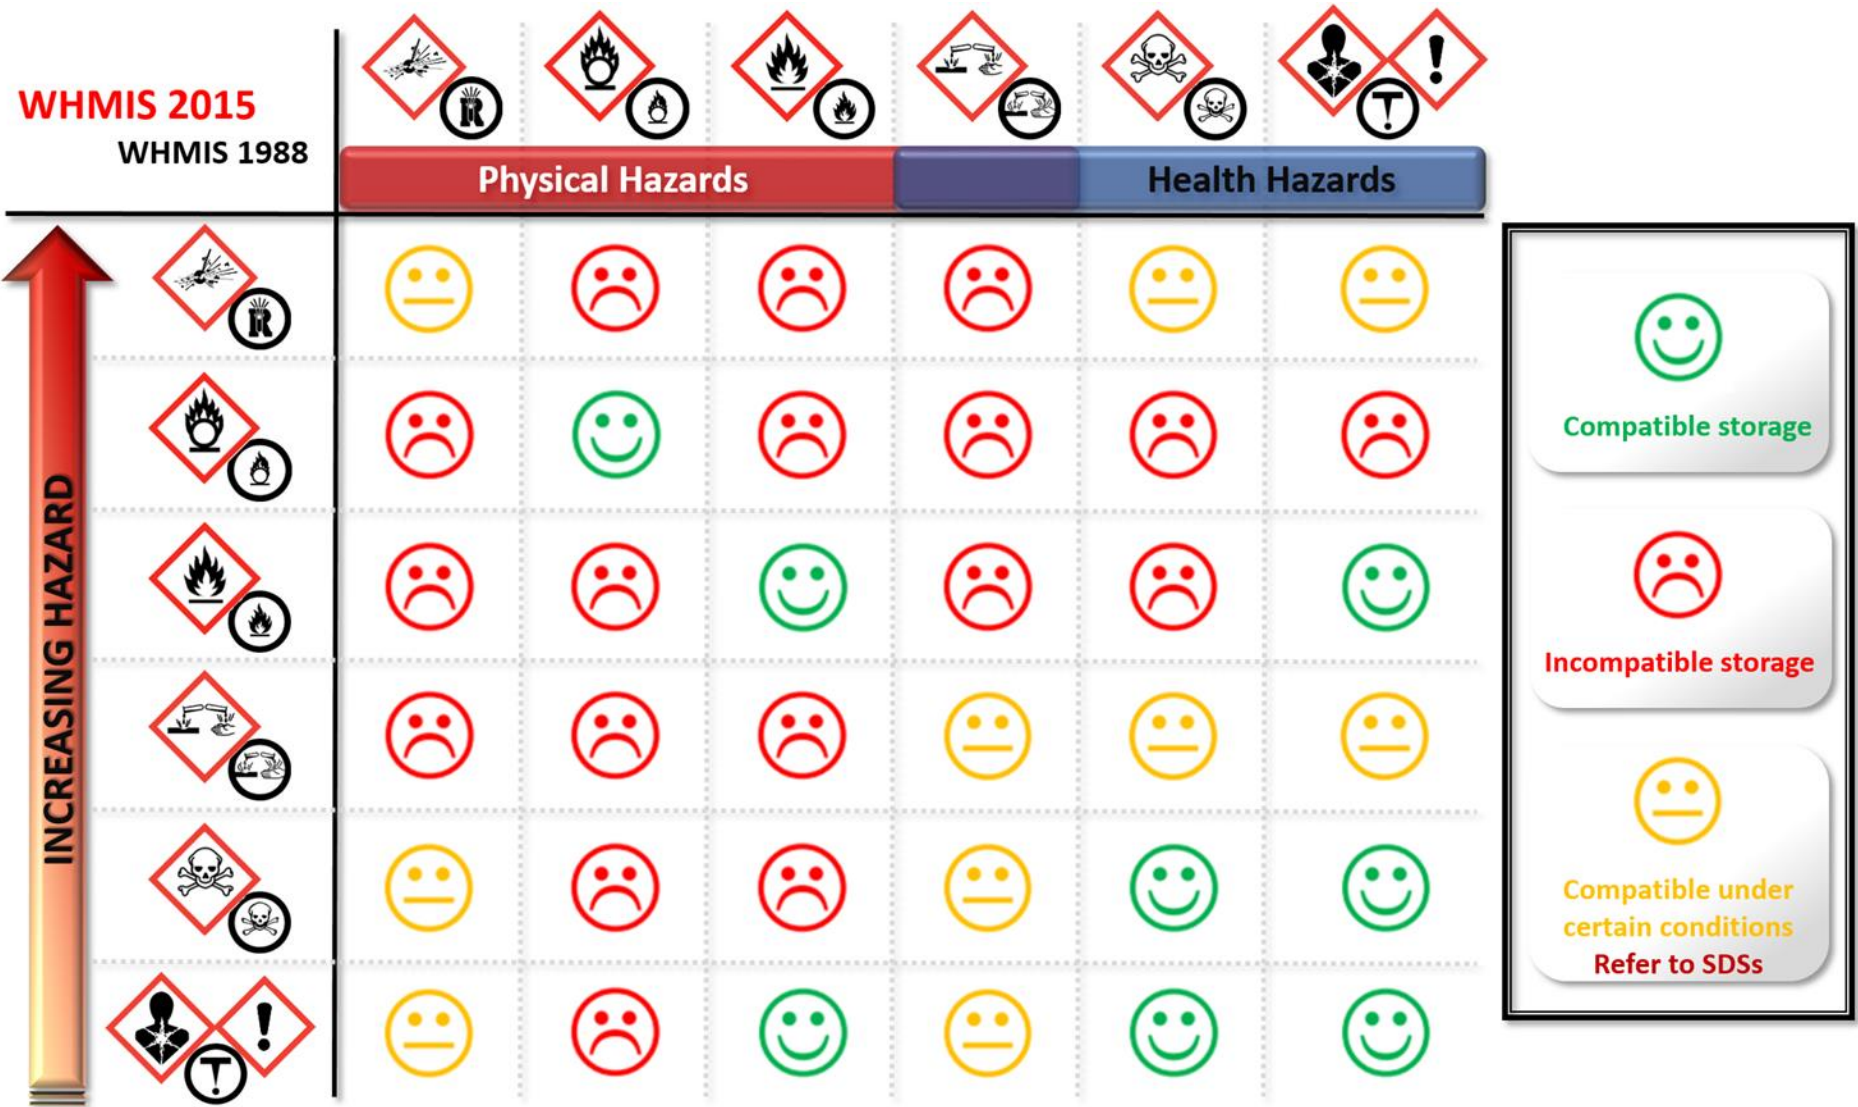 WHMIS 2015
WHMIS 1988
Physical Hazards
Health Hazards
INCREASING HAZARD
Compatible storage
Incompatible storage
Compatible under
certain conditions
Refer to SDSs